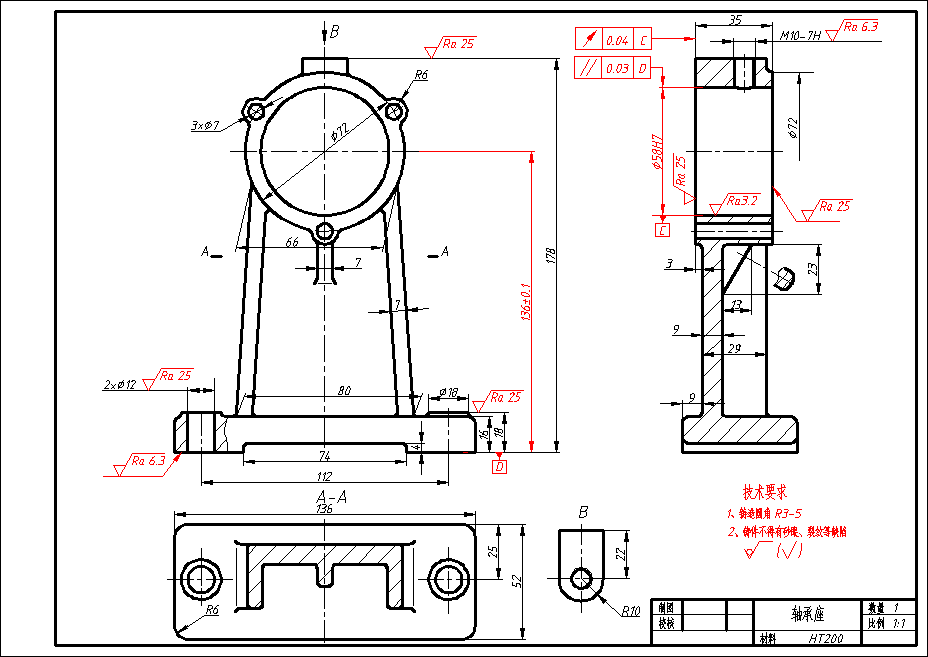 B
Ra 25
R6
3×Φ7
Φ72
66
A
A
7
7
178
136±0.1
2×Φ12
Ra 25
80
Φ18
Ra 25
16
18
4
Ra 6.3
74
D
112
0.04 C
0.03 D
35
M10-7H
Ra 6.3
Φ58H7
Φ72
Ra 25
Ra3.2
Ra 25
C
3
23
13
9
29
9
A-A
136
25
52
R6
B
22
R10
技术要求
1、铸造圆角 R3-5
2、铸件不得有砂眼、裂纹等缺陷
( )
制图
校核
轴承座
数量 1
比例 1:1
材料 HT200